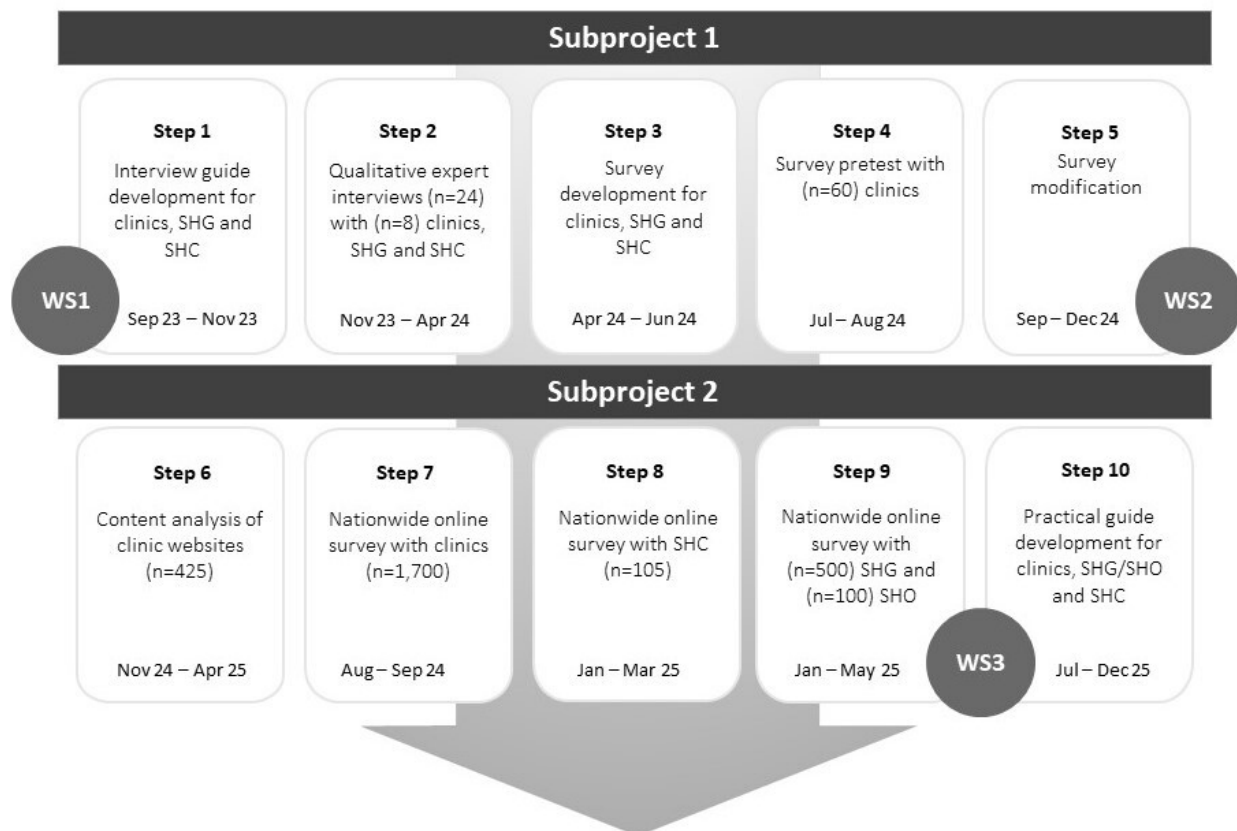 Subproject 1
Step 1
Interview guide
development for
clinics, SHG and
SHC
Sep 23 – Nov 23
WS1
Step 2
Qualitative expert
interviews (n=24)
with (n=8) clinics,
SHG and SHC
Nov 23 – Apr 24
Step 3
Survey
development for
clinics, SHG and
SHC
Apr 24 – Jun 24
Step 4
Survey pretest with
(n=60) clinics
Jul – Aug 24
Step 5
Survey
modification
Sep – Dec 24
WS2
Subproject 2
Step 6
Content analysis of
clinic websites
(n=425)
Nov 24 – Apr 25
Step 7
Nationwide online
survey with clinics
(n=1,700)
Aug – Sep 24
Step 8
Nationwide online
survey with SHC
(n=105)
Jan – Mar 25
Step 9
Nationwide online
survey with
(n=500) SHG and
(n=100) SHO
Jan – May 25
WS3
Step 10
Practical guide
development for
clinics, SHG/SHO
and SHC
Jul – Dec 25